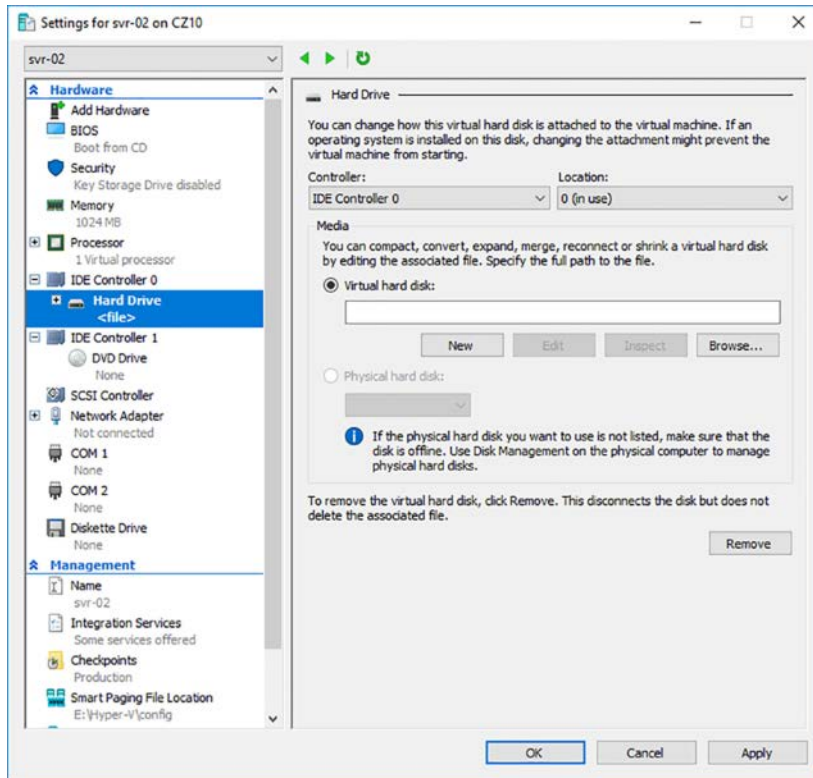 Settings for svr-02 on CZ10
svr-02
Hardware
Add Hardware
BIOS
Boot from CD
Security
Key Storage Drive disabled
Memory
1024 MB
Processor
1 Virtual processor
IDE Controller 0
Hard Drive
<file>
IDE Controller 1
DVD Drive
None
SCSI Controller
Network Adapter
Not connected
COM 1
None
COM 2
None
Diskette Drive
None
Management
Name
svr-02
Integration Services
Some services offered
Checkpoints
Production
Smart Paging File Location
E:\Hyper-V\config
Hard Drive
You can change how this virtual hard disk is attached to the virtual machine. If an
operating system is installed on this disk, changing the attachment might prevent the
virtual machine from starting.
Controller: Location:
IDE Controller 0 0 (in use)
Media
You can compact, convert, expand, merge, reconnect or shrink a virtual hard disk
by editing the associated file. Specify the full path to the file.
Virtual hard disk:
New Edit Inspect Browse...
Physical hard disk:
If the physical hard disk you want to use is not listed, make sure that the
disk is offline. Use Disk Management on the physical computer to manage
physical hard disks.
To remove the virtual hard disk, click Remove. This disconnects the disk but does not
delete the associated file.
Remove
OK Cancel Apply